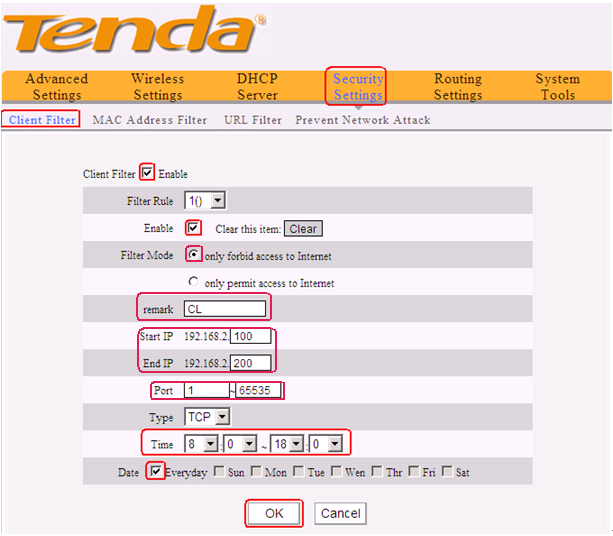 Tenda®
Advanced Settings Wireless Settings DHCP Server Security Settings Routing Settings System Tools
Client Filter MAC Address Filter URL Filter Prevent Network Attack
Client Filter Enable
Filter Rule 1()
Enable Clear this item: Clear
Filter Mode only forbid access to Internet
only permit access to Internet
remark CL
Start IP 192.168.2. 100
End IP 192.168.2. 200
Port 1 ~ 65535
Type TCP
Time 8 : 0 ~ 18 : 0
Date Everyday Sun Mon Tue Wen Thr Fri Sat
OK Cancel